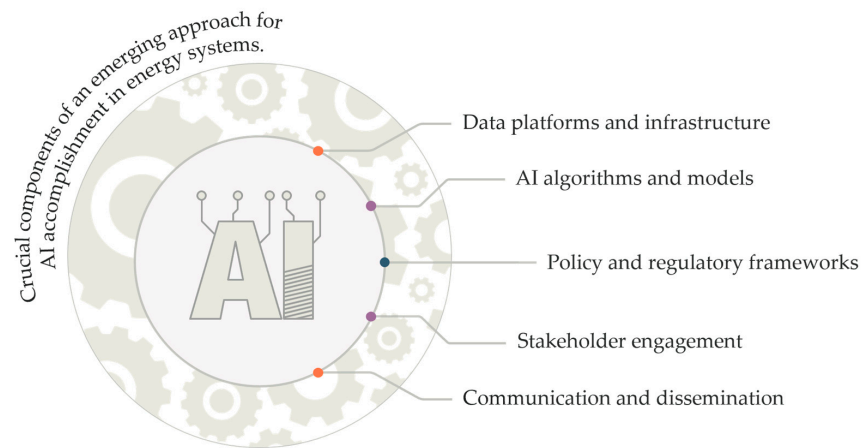 Crucial components of an emerging approach for
AI accomplishment in energy systems.
AI
Data platforms and infrastructure
AI algorithms and models
Policy and regulatory frameworks
Stakeholder engagement
Communication and dissemination